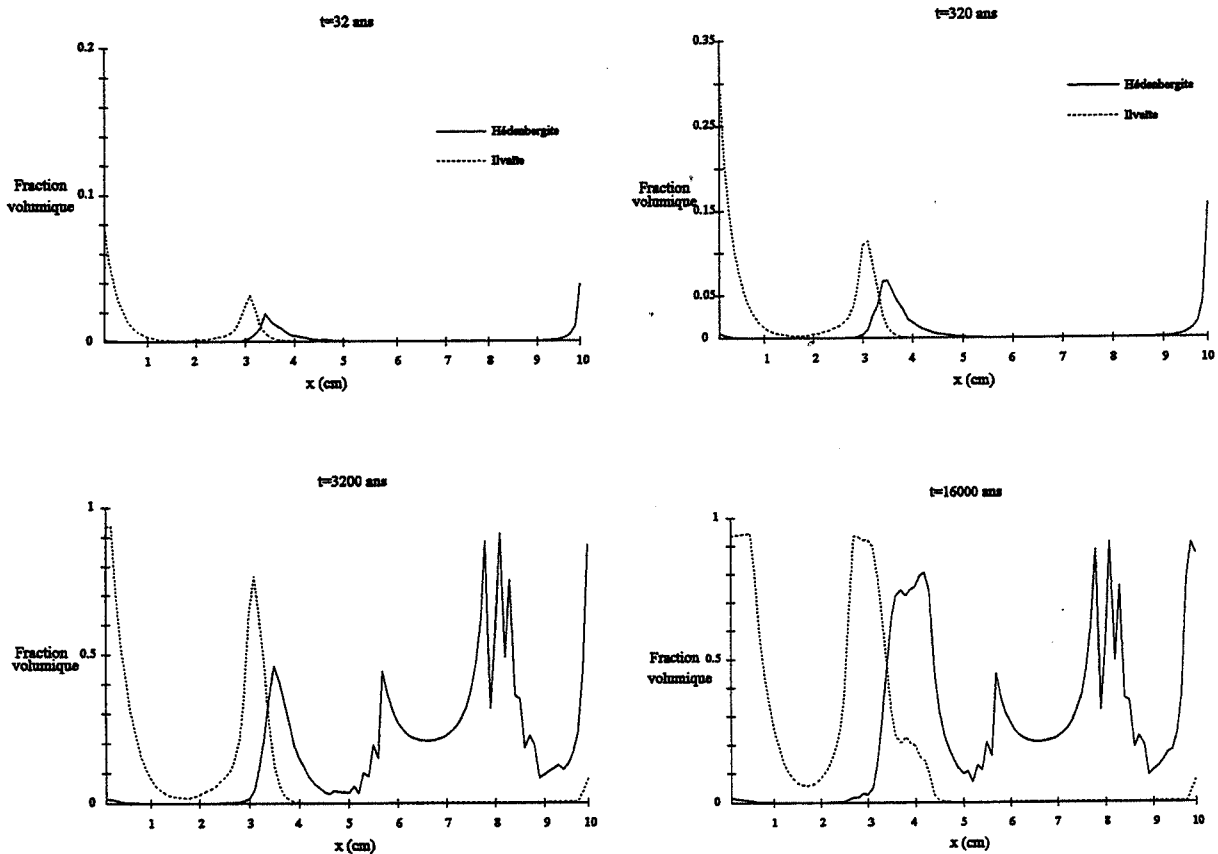 t=32 ans
0.2
0.1
0
Fraction
volumique
Hédenbergite
Ilvaïte
1 2 3 4 5 6 7 8 9 10
x (cm)
t=320 ans
0.35
0.25
0.15
0.05
0
Fraction
volumique
Hédenbergite
Ilvaïte
1 2 3 4 5 6 7 8 9 10
x (cm)
t=3200 ans
1
0.5
0
Fraction
volumique
1 2 3 4 5 6 7 8 9 10
x (cm)
t=16000 ans
1
0.5
0
Fraction
volumique
1 2 3 4 5 6 7 8 9 10
x (cm)